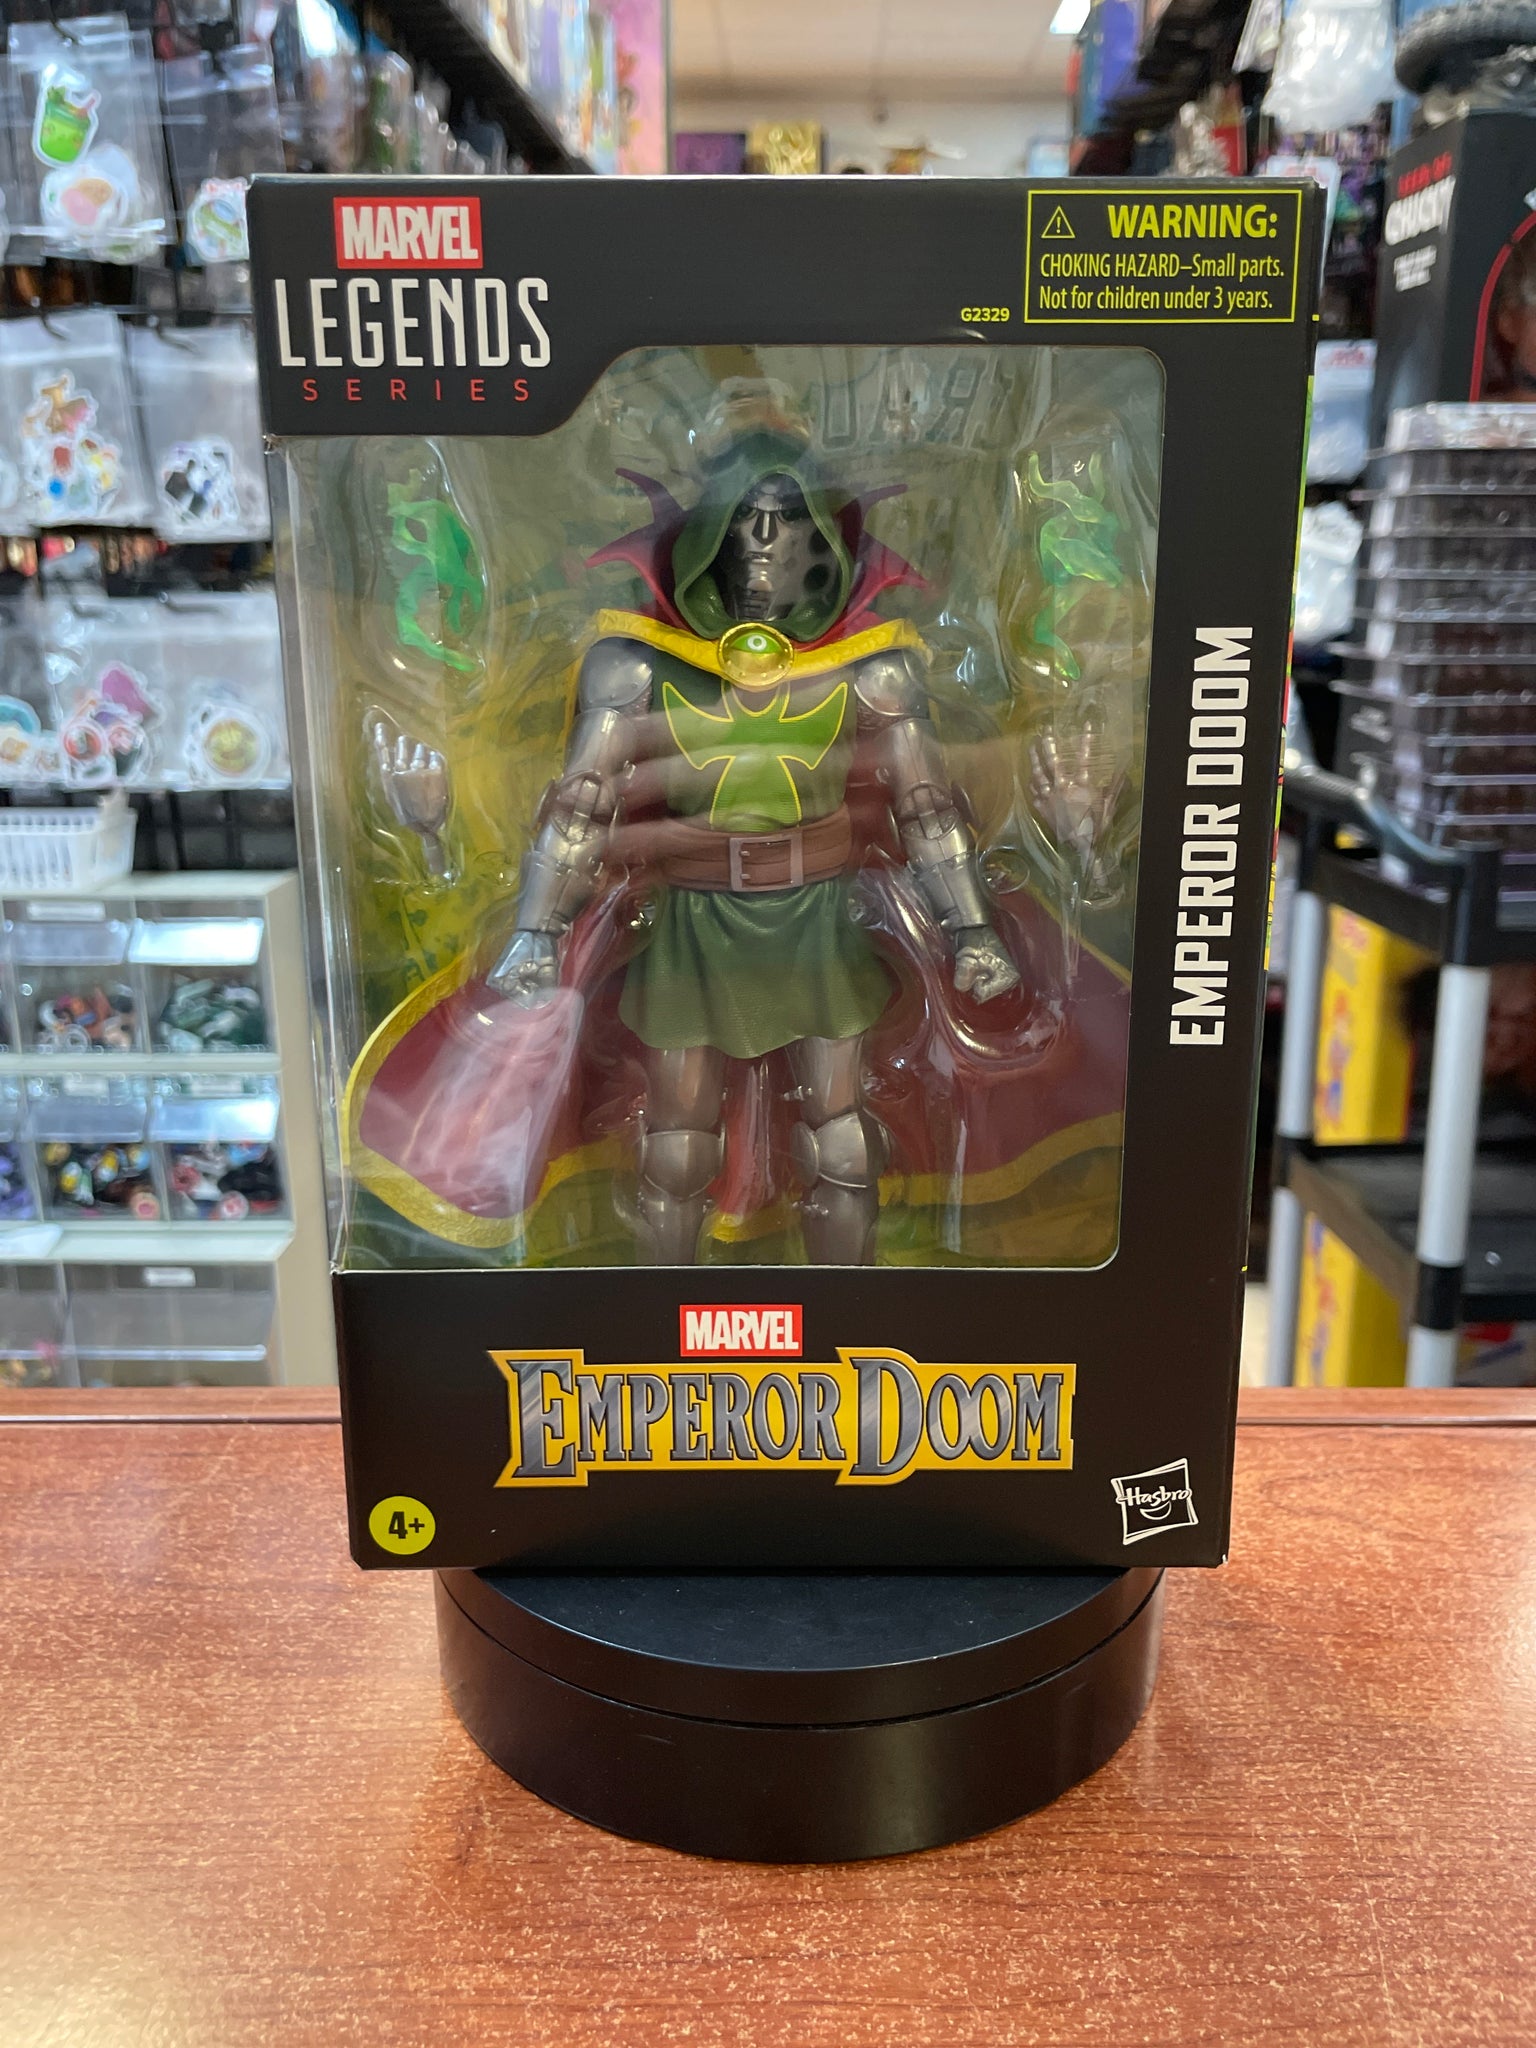 MARVEL
LEGENDS
SERIES
WARNING:
CHOKING HAZARD–Small parts.
Not for children under 3 years.
G2329
EMPEROR DOOM
MARVEL
EMPEROR DOOM
4+
Hasbro
CHUCKY